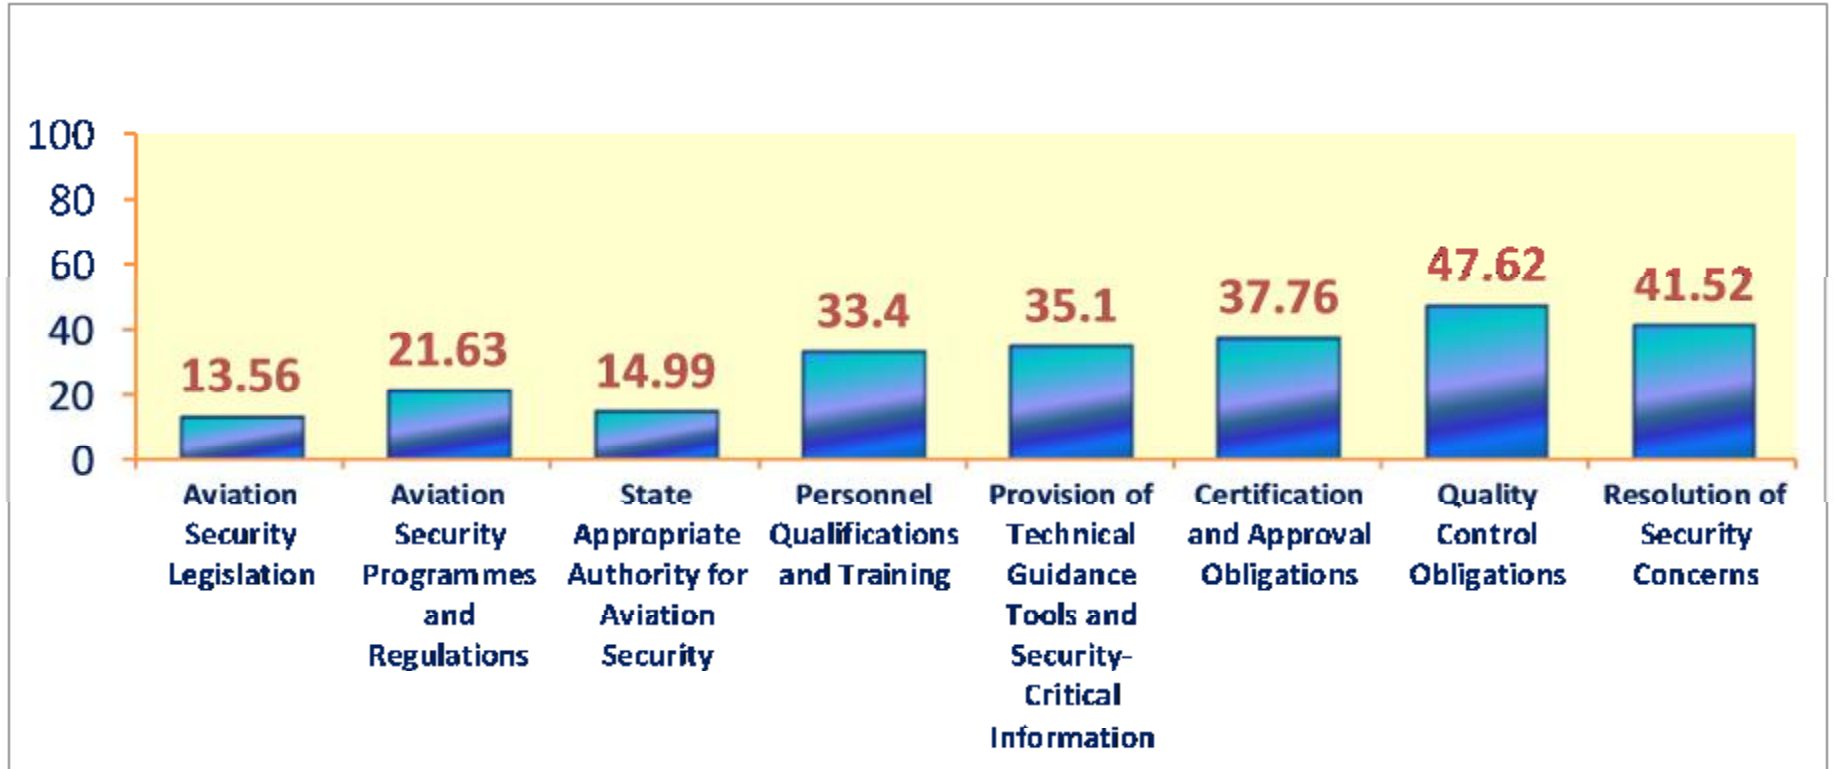 100
80
60
40
20
0
13.56
21.63
14.99
33.4
35.1
37.76
47.62
41.52
Aviation
Security
Legislation
Aviation
Security
Programmes
and
Regulations
State
Appropriate
Authority for
Aviation
Security
Personnel
Qualifications
and Training
Provision of
Technical
Guidance
Tools and
Security-
Critical
Information
Certification
and Approval
Obligations
Quality
Control
Obligations
Resolution of
Security
Concerns